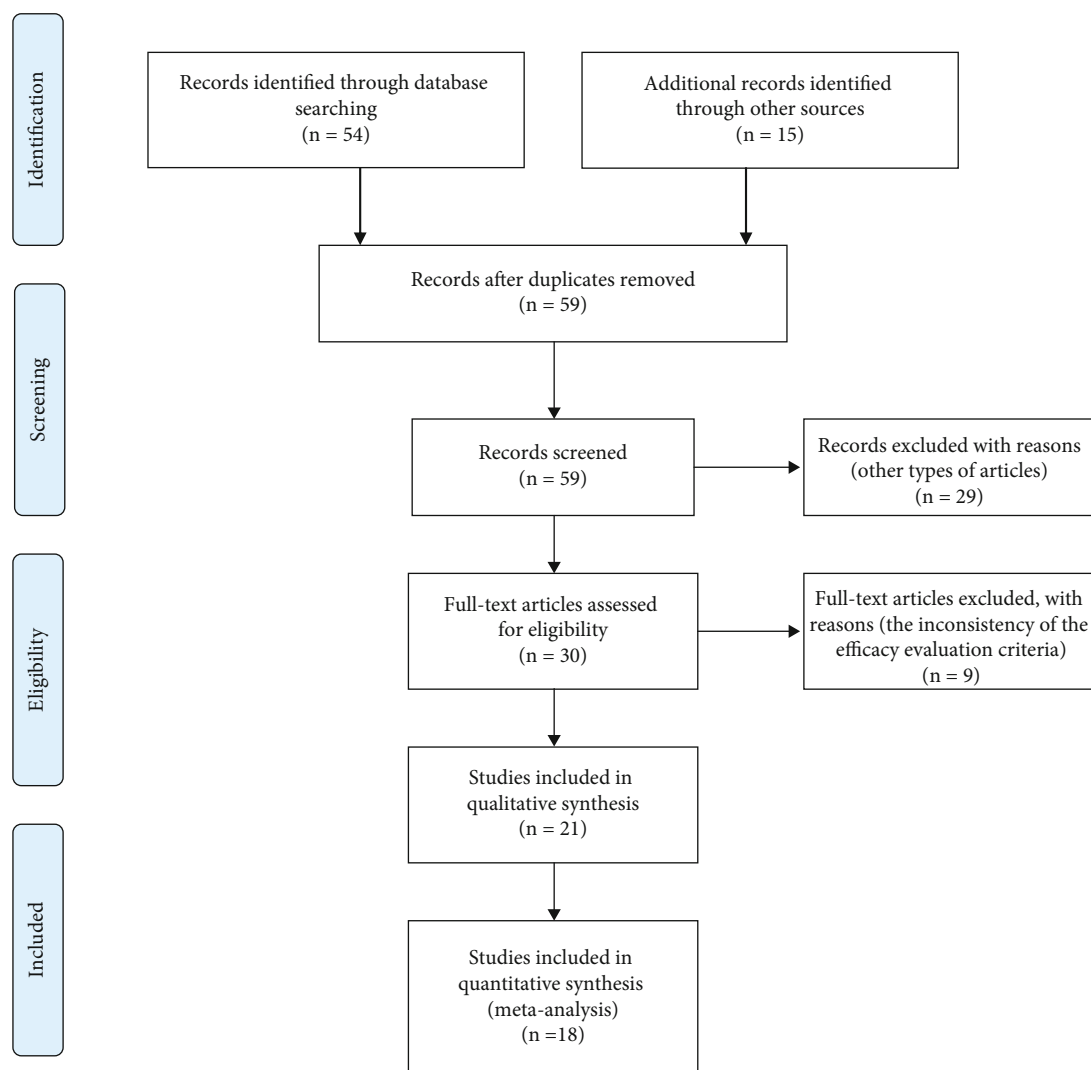 Identification
Records identified through database
searching
(n = 54)
Additional records identified
through other sources
(n = 15)
Records after duplicates removed
(n = 59)
Screening
Records screened
(n = 59)
Records excluded with reasons
(other types of articles)
(n = 29)
Eligibility
Full-text articles assessed
for eligibility
(n = 30)
Full-text articles excluded, with
reasons (the inconsistency of the
efficacy evaluation criteria)
(n = 9)
Studies included in
qualitative synthesis
(n = 21)
Included
Studies included in
quantitative synthesis
(meta-analysis)
(n =18)